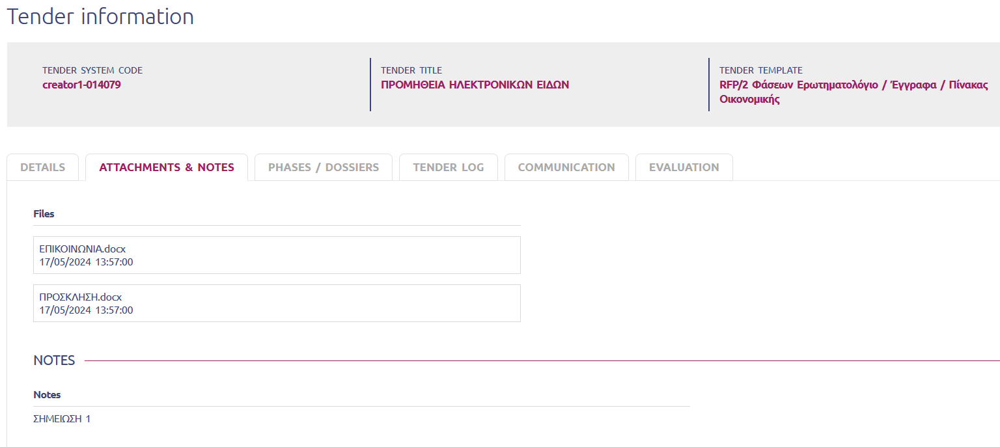 Tender information
TENDER SYSTEM CODE
creator1-014079
TENDER TITLE
ΠΡΟΜΗΘΕΙΑ ΗΛΕΚΤΡΟΝΙΚΩΝ ΕΙΔΩΝ
TENDER TEMPLATE
RFP/2 Φάσεων Ερωτηματολόγιο / Έγγραφα / Πίνακας
Οικονομικής
DETAILS
ATTACHMENTS & NOTES
PHASES / DOSSIERS
TENDER LOG
COMMUNICATION
EVALUATION
Files
ΕΠΙΚΟΙΝΩΝΙΑ.docx
17/05/2024 13:57:00
ΠΡΟΣΚΛΗΣΗ.docx
17/05/2024 13:57:00
NOTES
Notes
ΣΗΜΕΙΩΣΗ 1